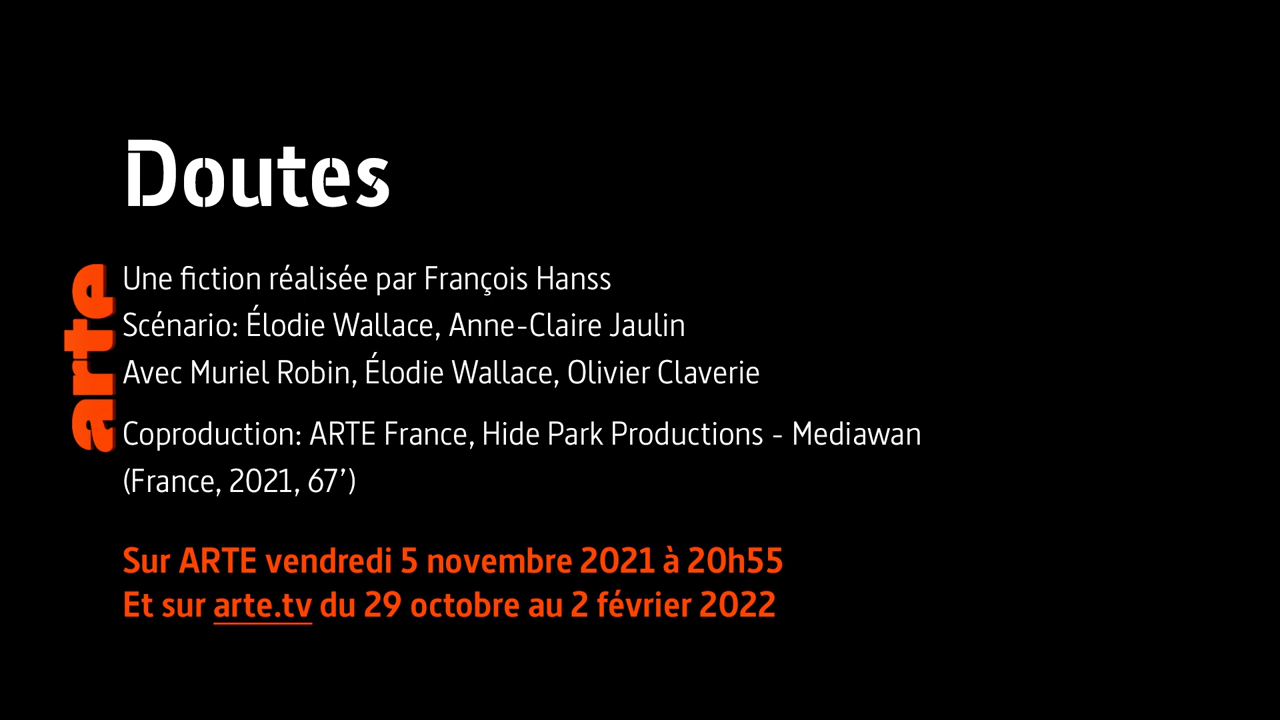 Doutes
arte
Une fiction réalisée par François Hanss
Scénario: Élodie Wallace, Anne-Claire Jaulin
Avec Muriel Robin, Élodie Wallace, Olivier Claverie
Coproduction: ARTE France, Hide Park Productions - Mediawan
(France, 2021, 67’)
Sur ARTE vendredi 5 novembre 2021 à 20h55
Et sur arte.tv du 29 octobre au 2 février 2022